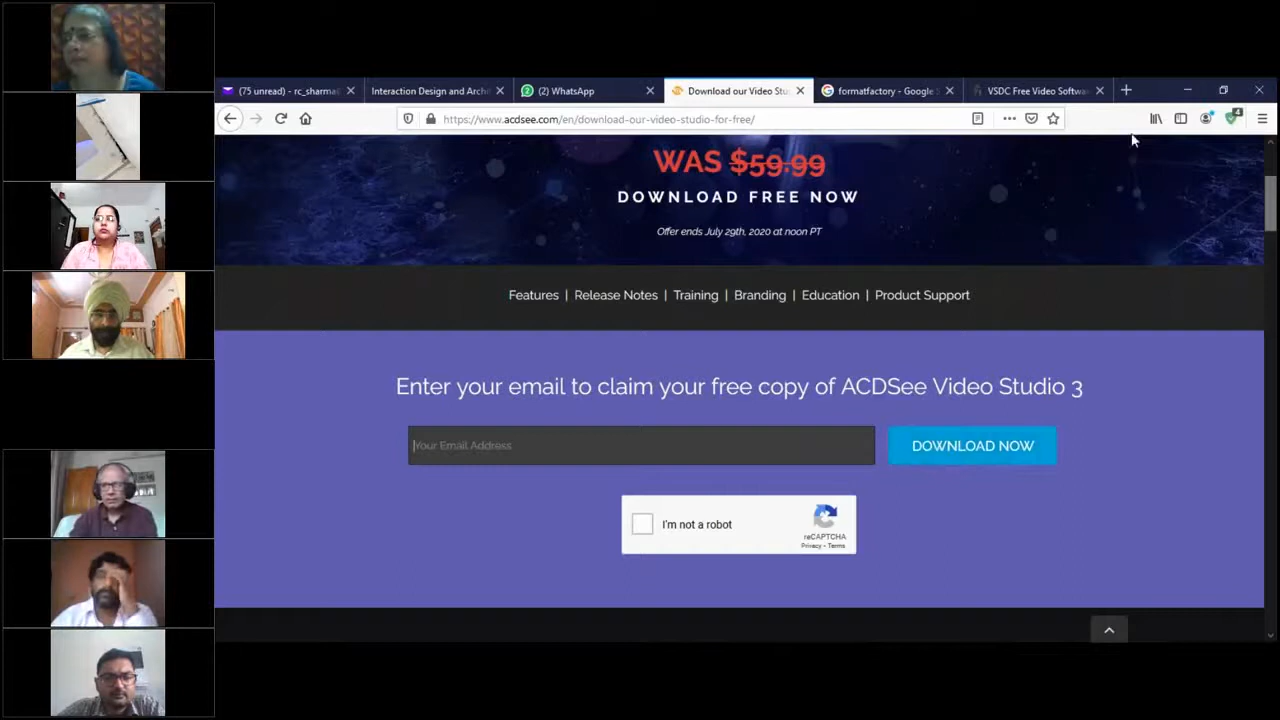 (75 unread) - rc_sharma
Interaction Design and Archi
(2) WhatsApp
Download our Video Stu
formatfactory - Google S
VSDC Free Video Softwa
https://www.acdsee.com/en/download-our-video-studio-for-free/
4
WAS $59.99
DOWNLOAD FREE NOW
Offer ends July 29th, 2020 at noon PT
Features | Release Notes | Training | Branding | Education | Product Support
Enter your email to claim your free copy of ACDSee Video Studio 3
Your Email Address
DOWNLOAD NOW
I'm not a robot
reCAPTCHA
Privacy - Terms